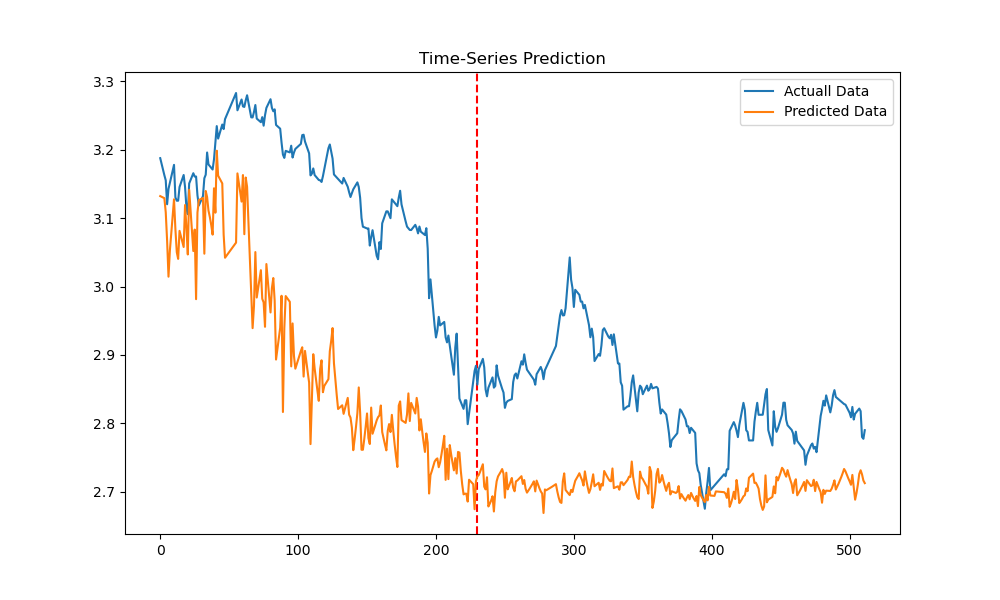 Time-Series Prediction
Actuall Data
Predicted Data
3.3
3.2
3.1
3.0
2.9
2.8
2.7
0 100 200 300 400 500